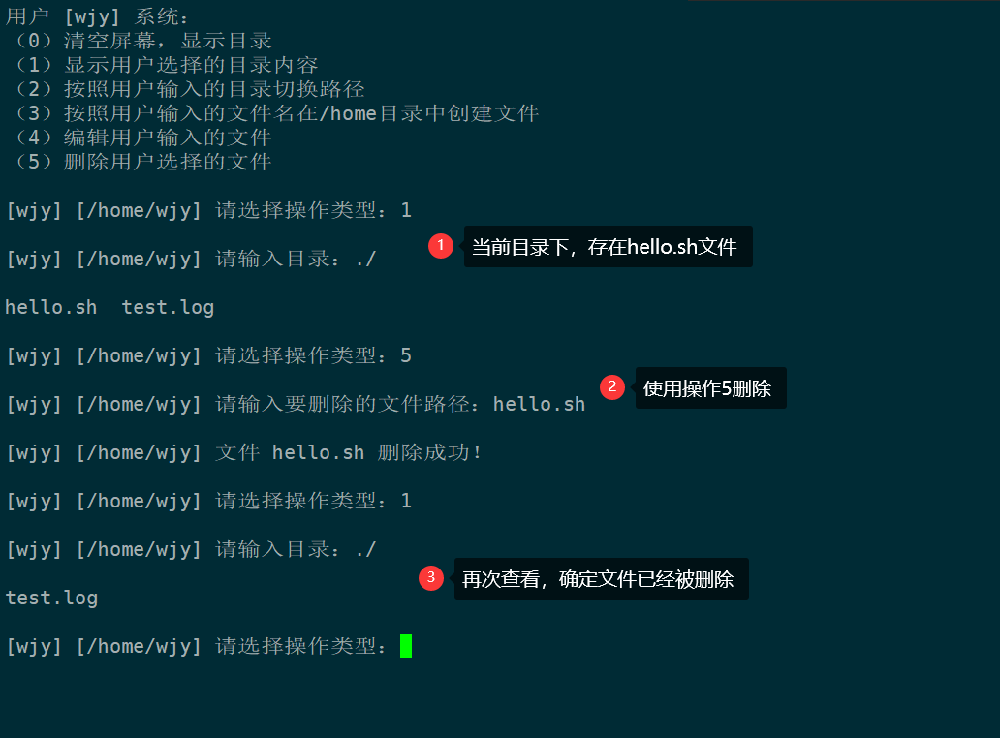 用户 [wjy] 系统：
（0）清空屏幕，显示目录
（1）显示用户选择的目录内容
（2）按照用户输入的目录切换路径
（3）按照用户输入的文件名在/home目录中创建文件
（4）编辑用户输入的文件
（5）删除用户选择的文件
[wjy] [/home/wjy] 请选择操作类型：1
1 当前目录下，存在hello.sh文件
[wjy] [/home/wjy] 请输入目录：./
hello.sh  test.log
[wjy] [/home/wjy] 请选择操作类型：5
2 使用操作5删除
[wjy] [/home/wjy] 请输入要删除的文件路径：hello.sh
[wjy] [/home/wjy] 文件 hello.sh 删除成功！
[wjy] [/home/wjy] 请选择操作类型：1
[wjy] [/home/wjy] 请输入目录：./
3 再次查看，确定文件已经被删除
test.log
[wjy] [/home/wjy] 请选择操作类型：